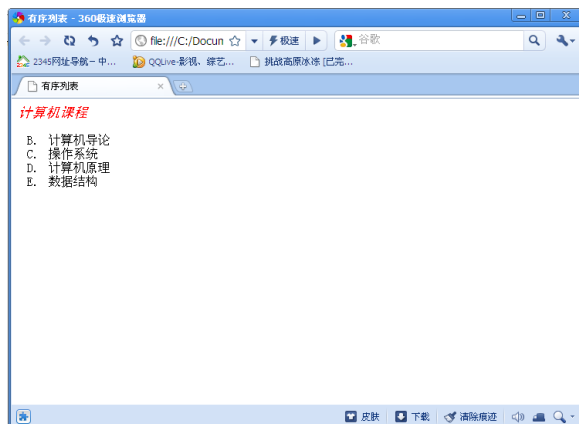 有序列表 - 360极速浏览器
file:///C:/Docun
极速
谷歌
2345网址导航－中...
QQLive-影视、综艺...
挑战高原冰冻 [已完...
有序列表
计算机课程
B. 计算机导论
C. 操作系统
D. 计算机原理
E. 数据结构
皮肤
下载
清除痕迹